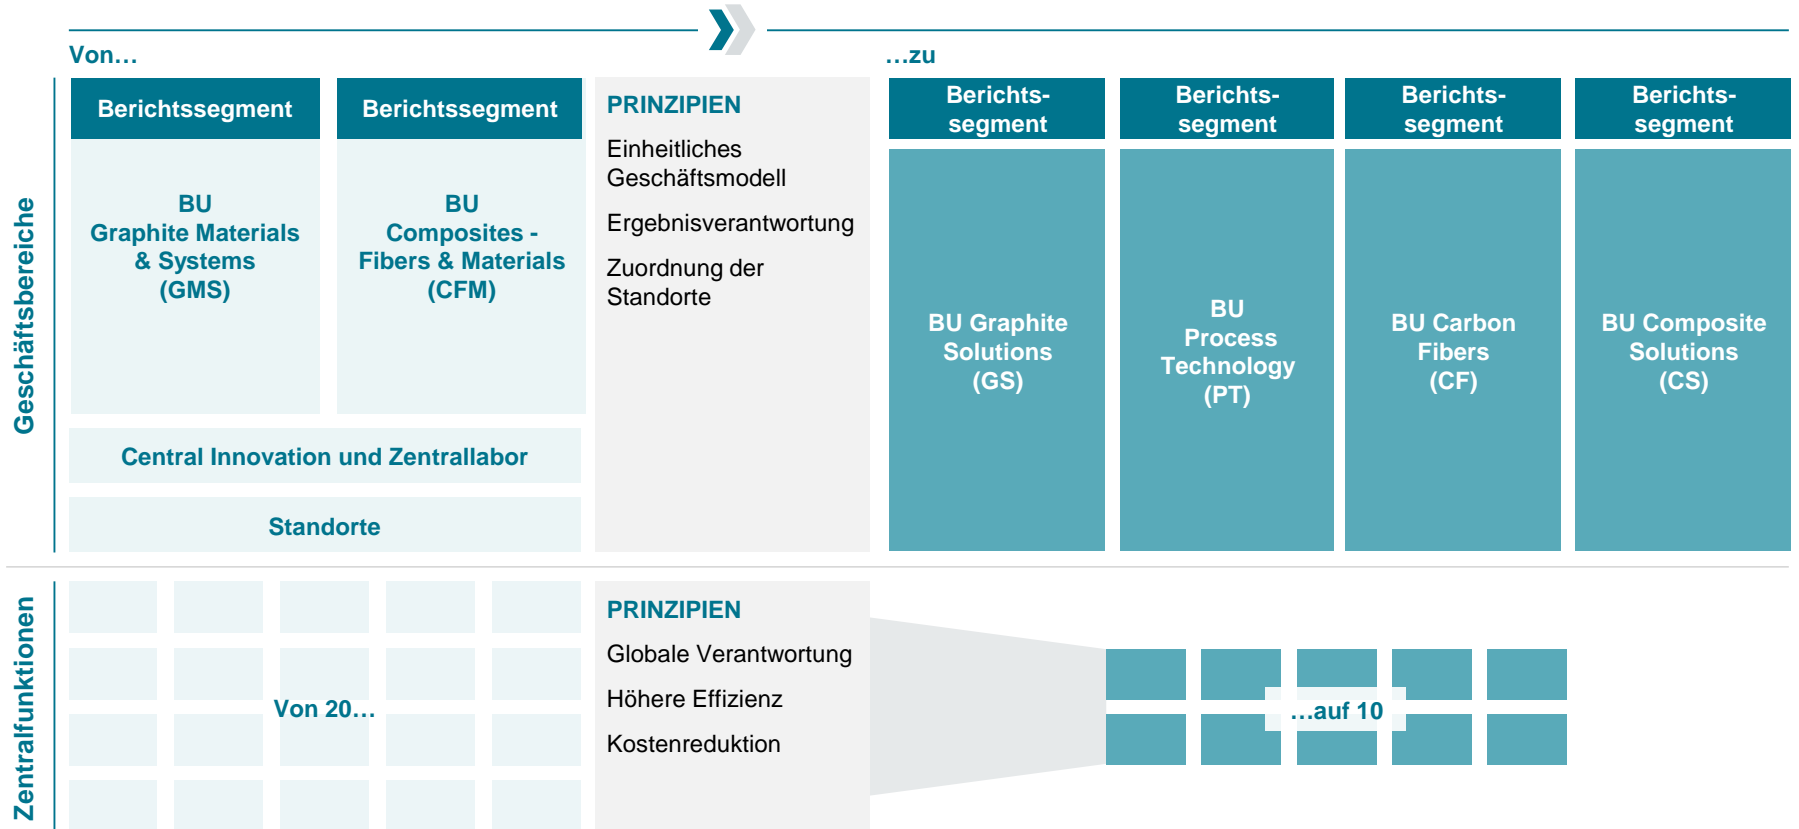 Von…
…zu
Geschäftsbereiche
Berichtssegment
BU
Graphite Materials
& Systems
(GMS)
Berichtssegment
BU
Composites -
Fibers & Materials
(CFM)
Central Innovation und Zentrallabor
Standorte
PRINZIPIEN
Einheitliches
Geschäftsmodell
Ergebnisverantwortung
Zuordnung der
Standorte
Berichts-
segment
BU Graphite
Solutions
(GS)
Berichts-
segment
BU
Process
Technology
(PT)
Berichts-
segment
BU Carbon
Fibers
(CF)
Berichts-
segment
BU Composite
Solutions
(CS)
Zentralfunktionen
Von 20…
PRINZIPIEN
Globale Verantwortung
Höhere Effizienz
Kostenreduktion
…auf 10